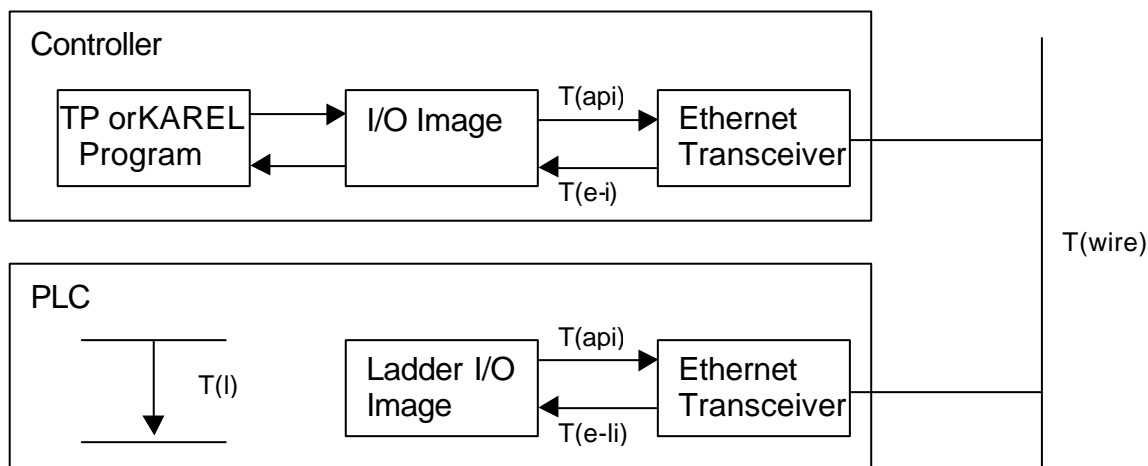 Controller
TP orKAREL
Program
I/O Image
T(api)
T(e-i)
Ethernet
Transceiver
T(wire)
PLC
T(l)
Ladder I/O
Image
T(api)
T(e-li)
Ethernet
Transceiver